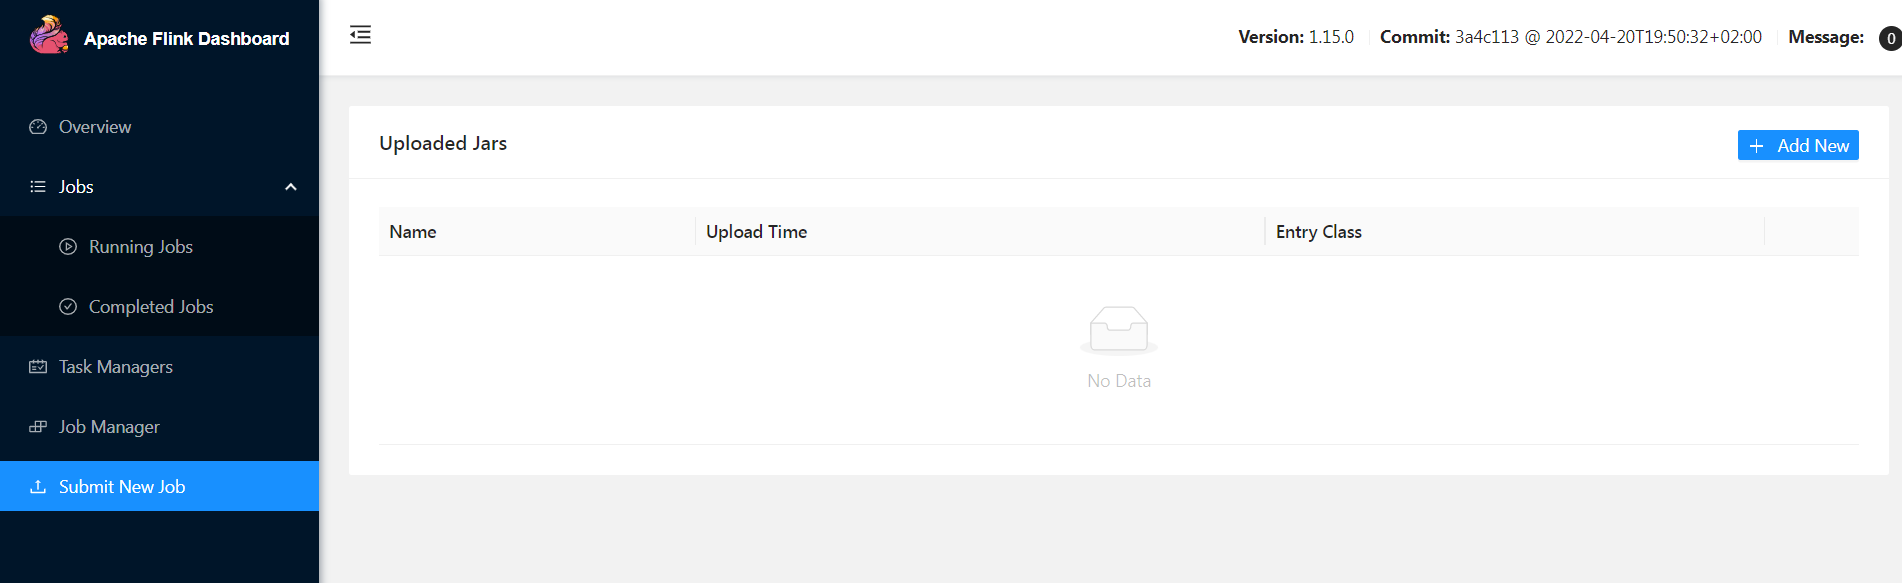 Apache Flink Dashboard
Version: 1.15.0 Commit: 3a4c113 @ 2022-04-20T19:50:32+02:00 Message: 0
Overview
Jobs
Running Jobs
Completed Jobs
Task Managers
Job Manager
Submit New Job
Uploaded Jars
Add New
Name Upload Time Entry Class
No Data